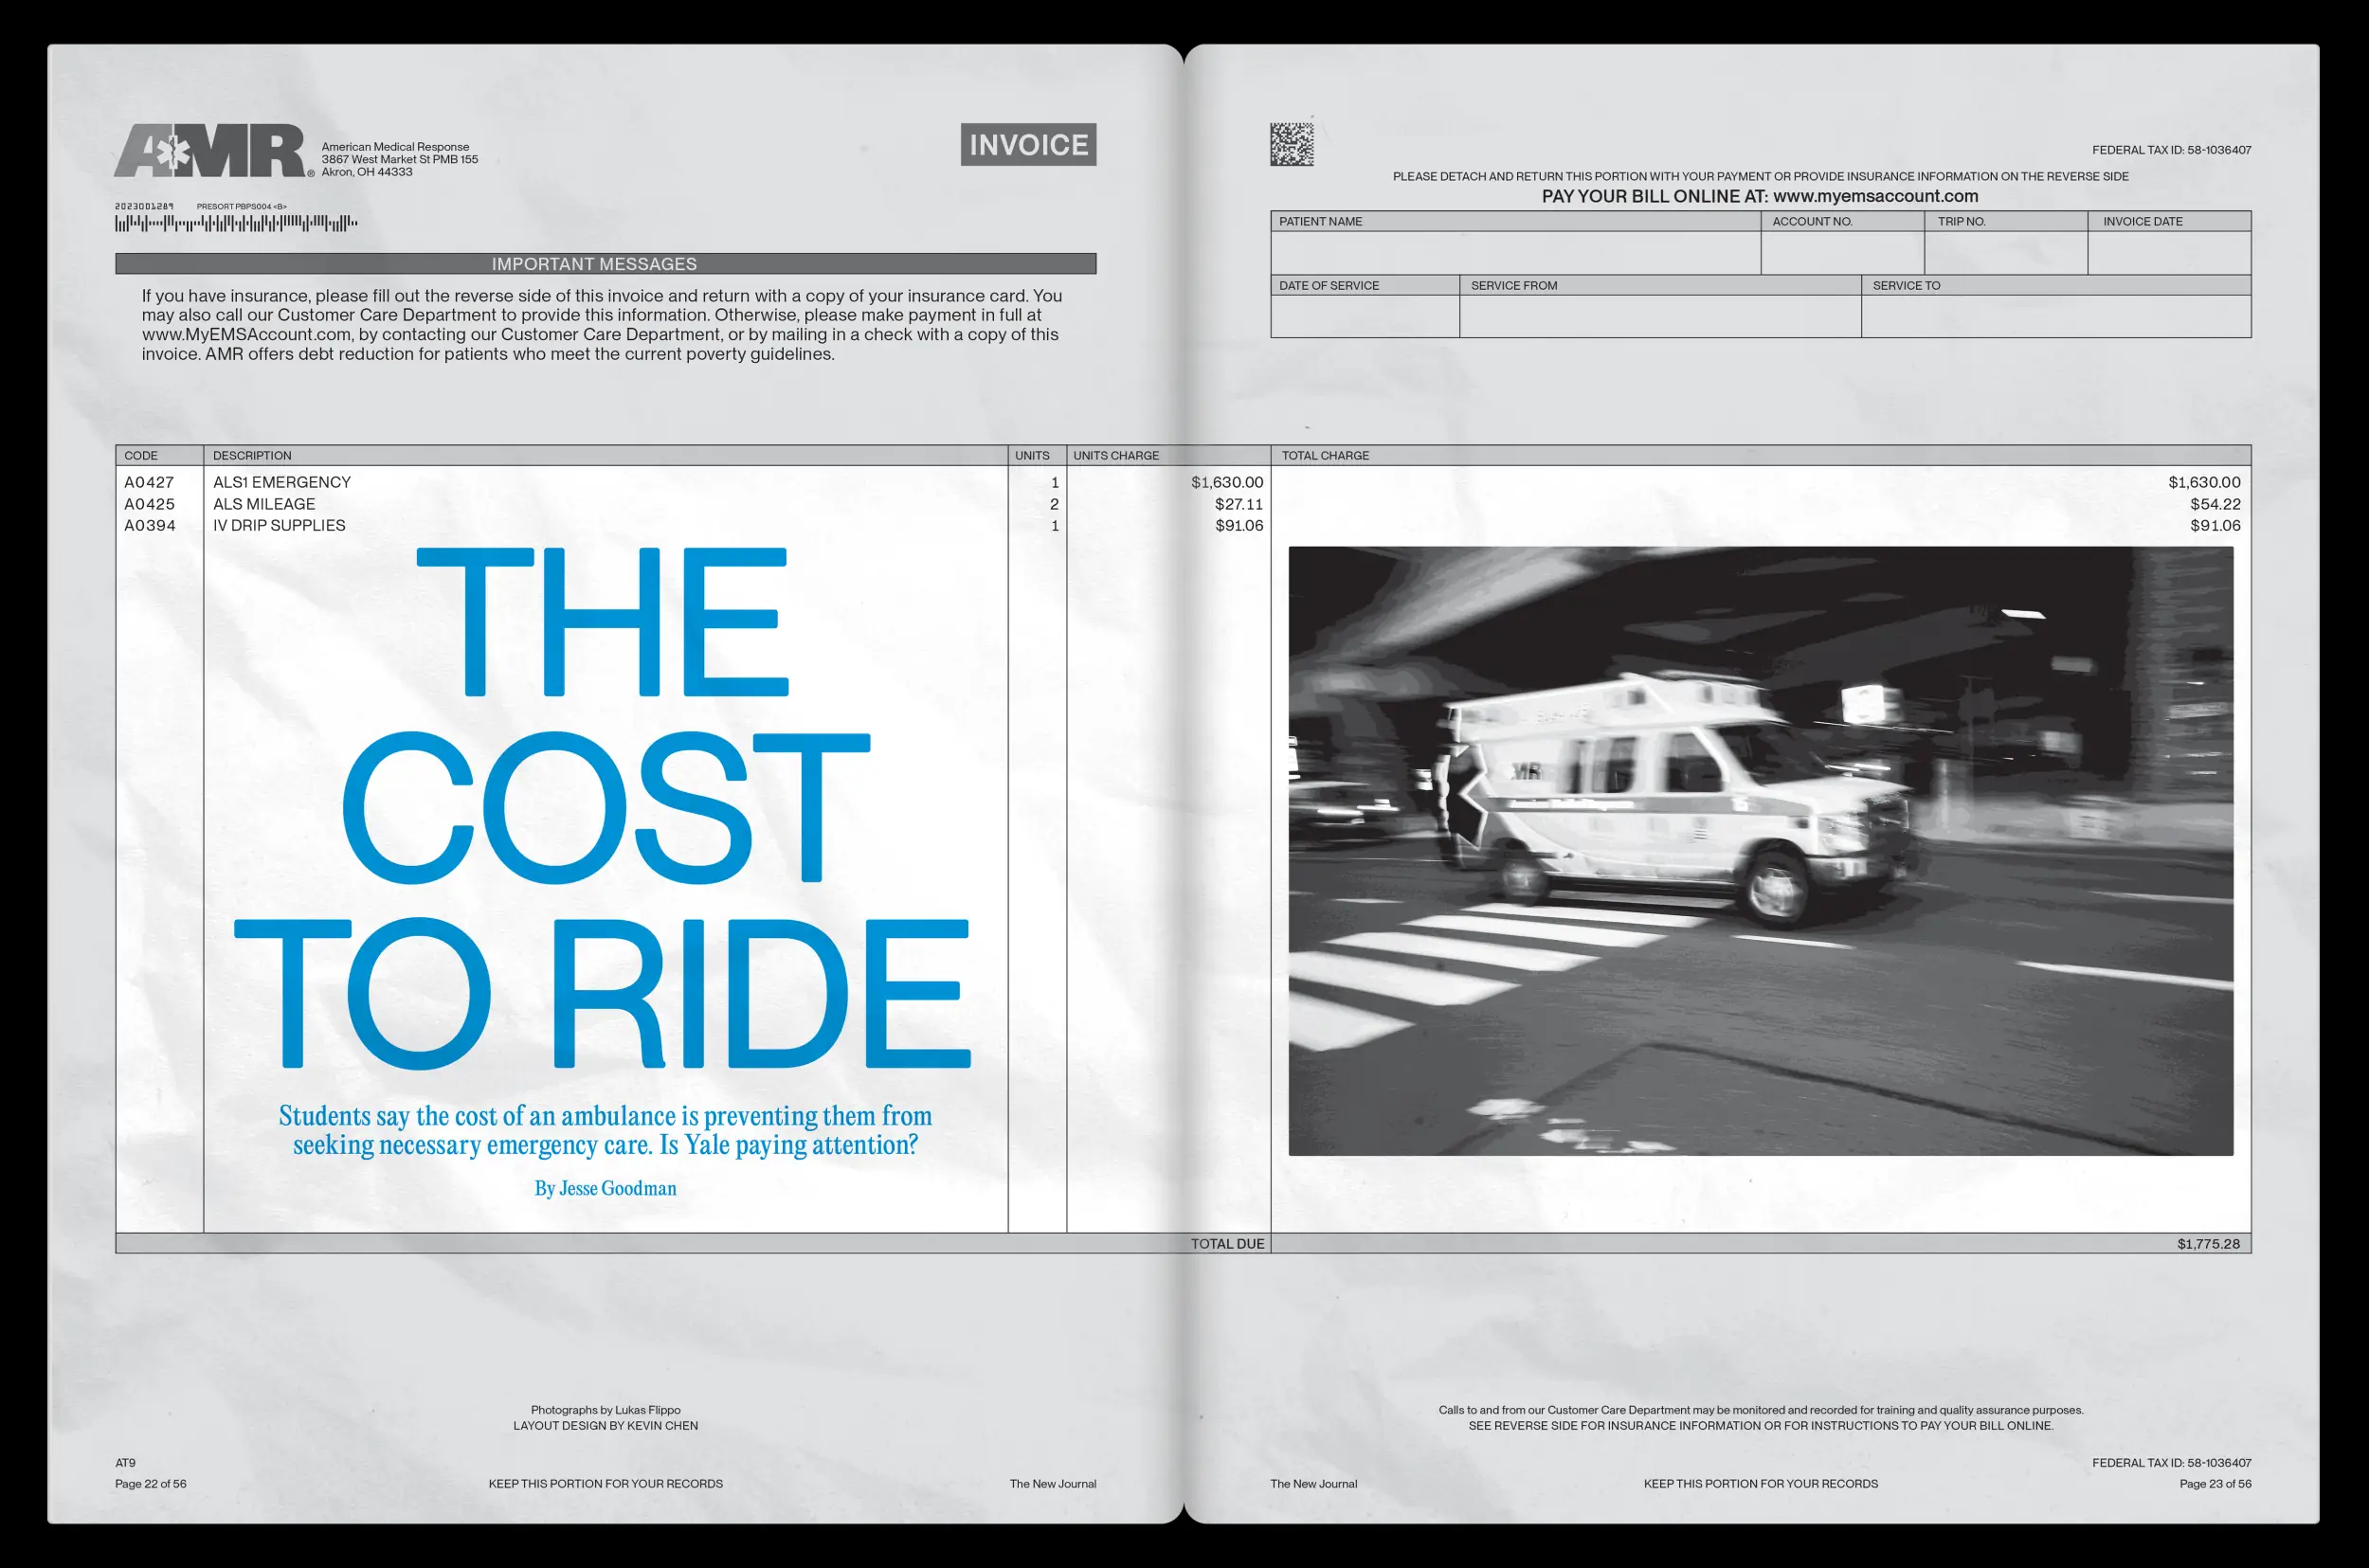 AMR®
American Medical Response
3867 West Market St PMB 155
Akron, OH 44333
INVOICE
2023001289 PRESORT PBPS004 <B>
IMPORTANT MESSAGES
If you have insurance, please fill out the reverse side of this invoice and return with a copy of your insurance card. You
may also call our Customer Care Department to provide this information. Otherwise, please make payment in full at
www.MyEMSAccount.com, by contacting our Customer Care Department, or by mailing in a check with a copy of this
invoice. AMR offers debt reduction for patients who meet the current poverty guidelines.
FEDERAL TAX ID: 58-1036407
PLEASE DETACH AND RETURN THIS PORTION WITH YOUR PAYMENT OR PROVIDE INSURANCE INFORMATION ON THE REVERSE SIDE
PAY YOUR BILL ONLINE AT: www.myemsaccount.com
PATIENT NAME ACCOUNT NO. TRIP NO. INVOICE DATE
DATE OF SERVICE SERVICE FROM SERVICE TO
CODE DESCRIPTION UNITS UNITS CHARGE TOTAL CHARGE
A0427 ALS1 EMERGENCY 1 $1,630.00 $1,630.00
A0425 ALS MILEAGE 2 $27.11 $54.22
A0394 IV DRIP SUPPLIES 1 $91.06 $91.06
THE
COST
TO RIDE
Students say the cost of an ambulance is preventing them from
seeking necessary emergency care. Is Yale paying attention?
By Jesse Goodman
TOTAL DUE $1,775.28
Photographs by Lukas Flippo
LAYOUT DESIGN BY KEVIN CHEN
AT9
Page 22 of 56 KEEP THIS PORTION FOR YOUR RECORDS The New Journal
Calls to and from our Customer Care Department may be monitored and recorded for training and quality assurance purposes.
SEE REVERSE SIDE FOR INSURANCE INFORMATION OR FOR INSTRUCTIONS TO PAY YOUR BILL ONLINE.
FEDERAL TAX ID: 58-1036407
The New Journal KEEP THIS PORTION FOR YOUR RECORDS Page 23 of 56